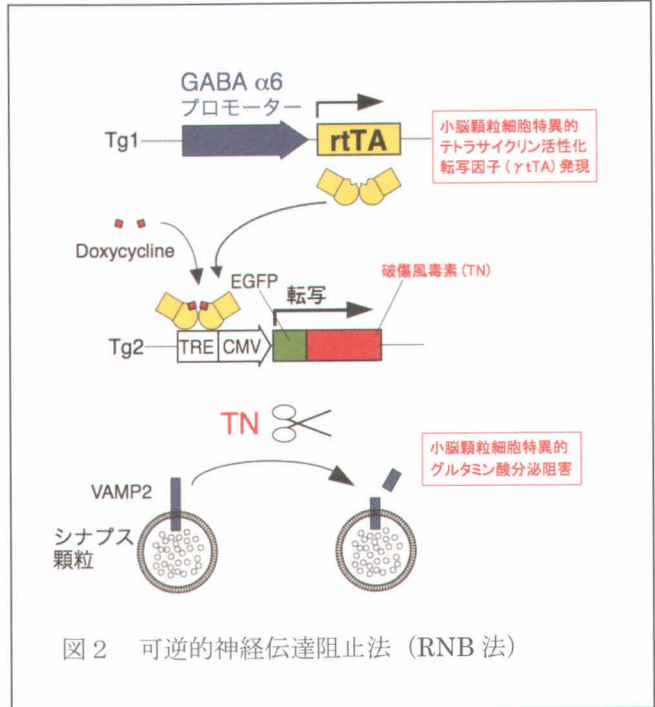 GABA α6
プロモーター
Tg1
rtTA
小脳顆粒細胞特異的
テトラサイクリン活性化
転写因子(γtTA)発現
Doxycycline
EGFP
転写
破傷風毒素(TN)
Tg2
TRE
CMV
TN
小脳顆粒細胞特異的
グルタミン酸分泌阻害
VAMP2
シナプス
顆粒
図2 可逆的神経伝達阻止法(RNB法)